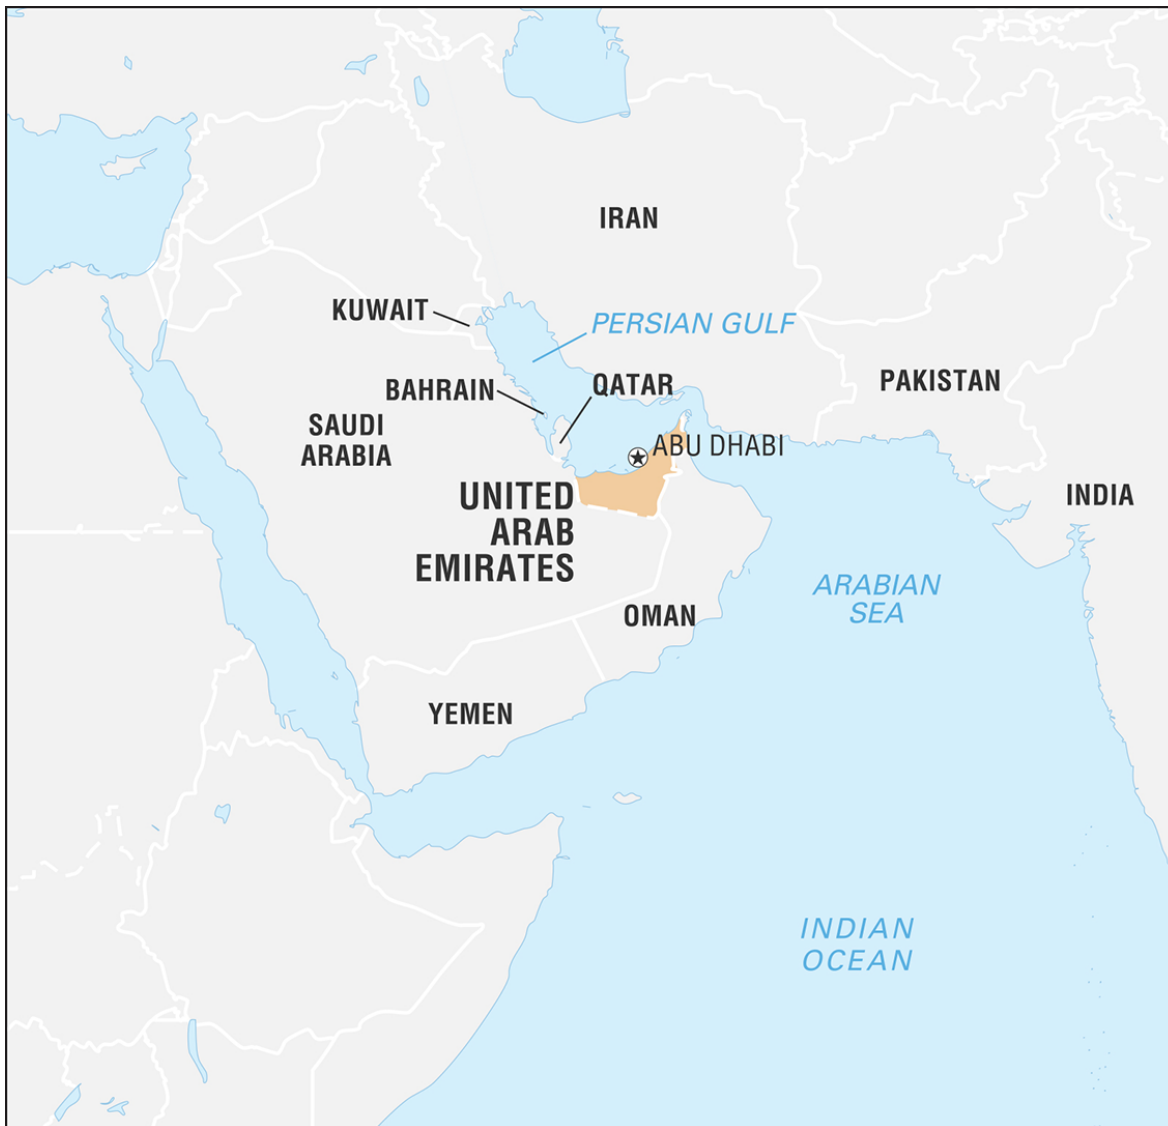 IRAN
KUWAIT
PERSIAN GULF
BAHRAIN
QATAR
PAKISTAN
SAUDI
ARABIA
ABU DHABI
UNITED
ARAB
EMIRATES
INDIA
ARABIAN
SEA
OMAN
YEMEN
INDIAN
OCEAN